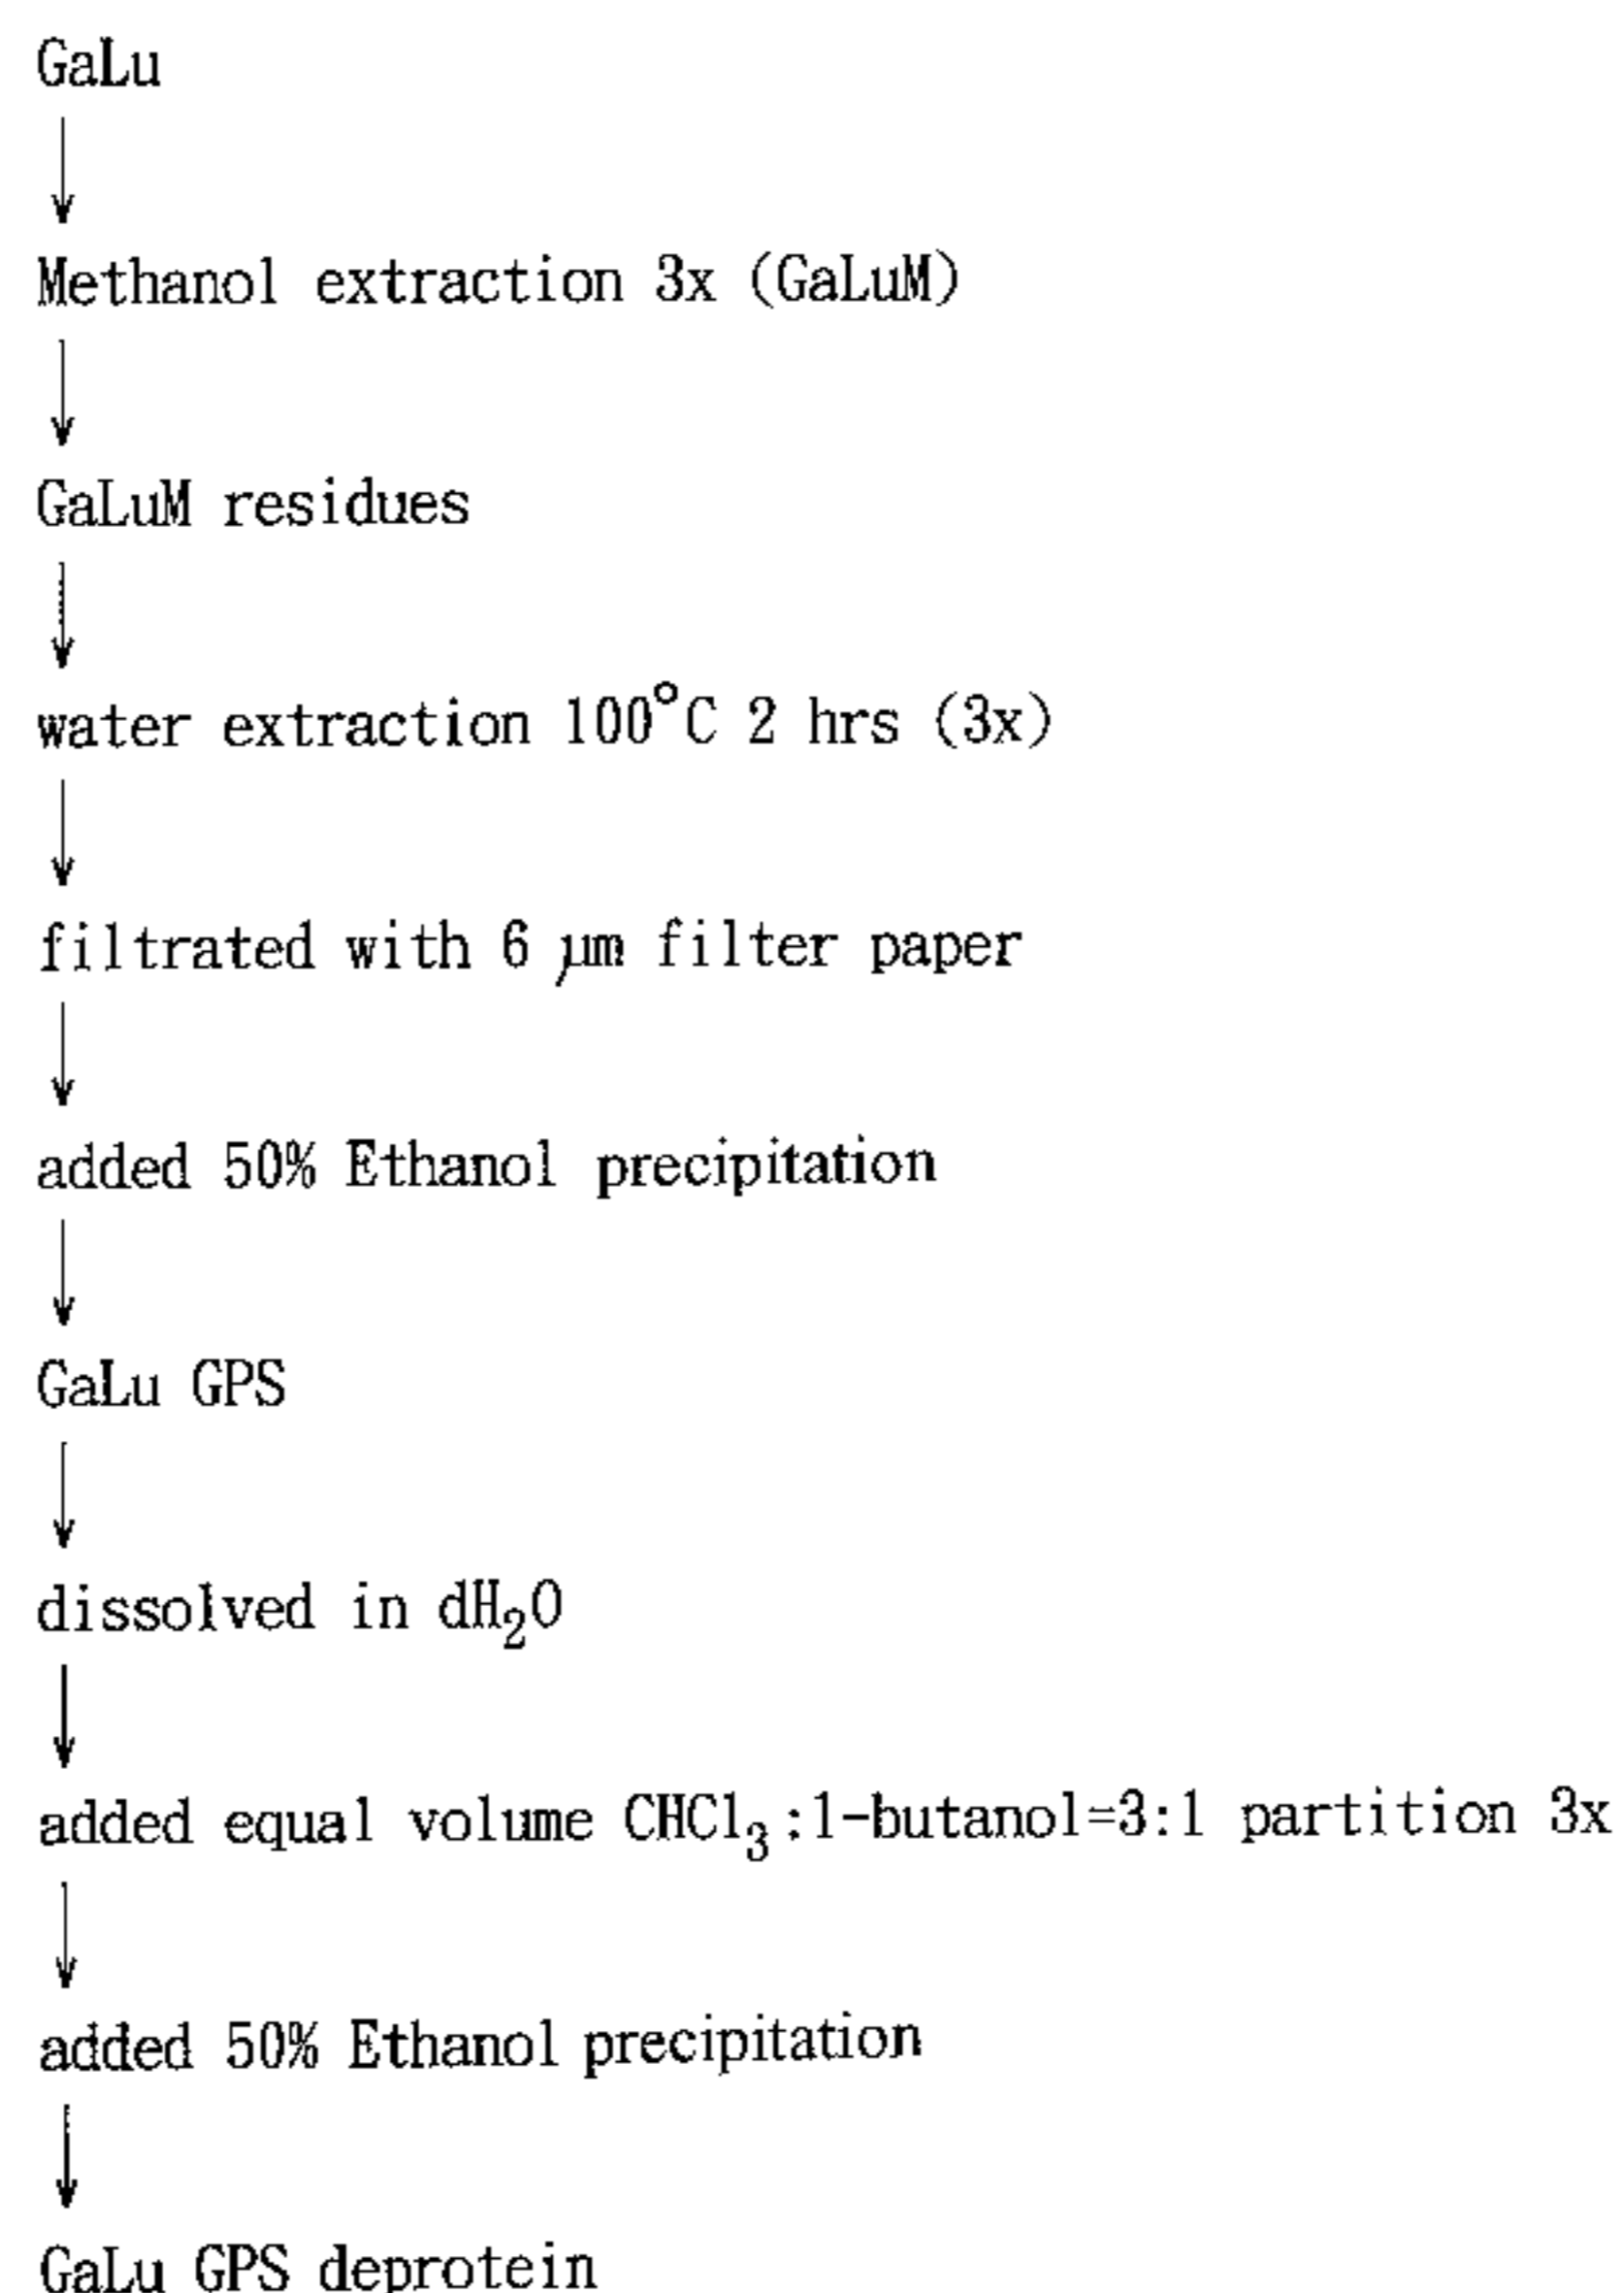 GaLu
Methanol extraction 3x (GaLuM)
GaLuM residues
water extraction 100°C 2 hrs (3x)
filtrated with 6 μm filter paper
added 50% Ethanol precipitation
GaLu GPS
dissolved in dH₂O
added equal volume CHCl₃:1-butanol=3:1 partition 3x
added 50% Ethanol precipitation
GaLu GPS deprotein